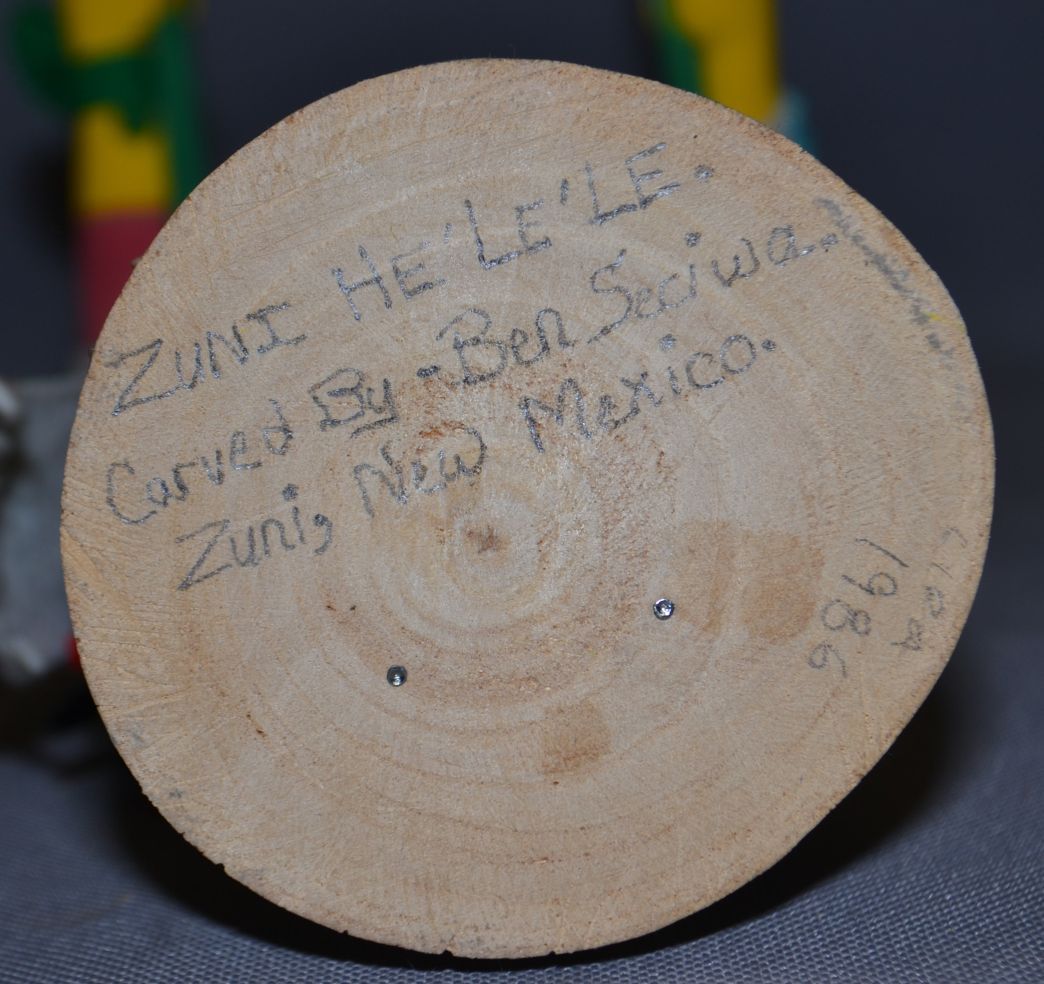 ZUNI HE'LE'LE.
Carved By - Ben Seciwa.
Zuni, New Mexico.
1986